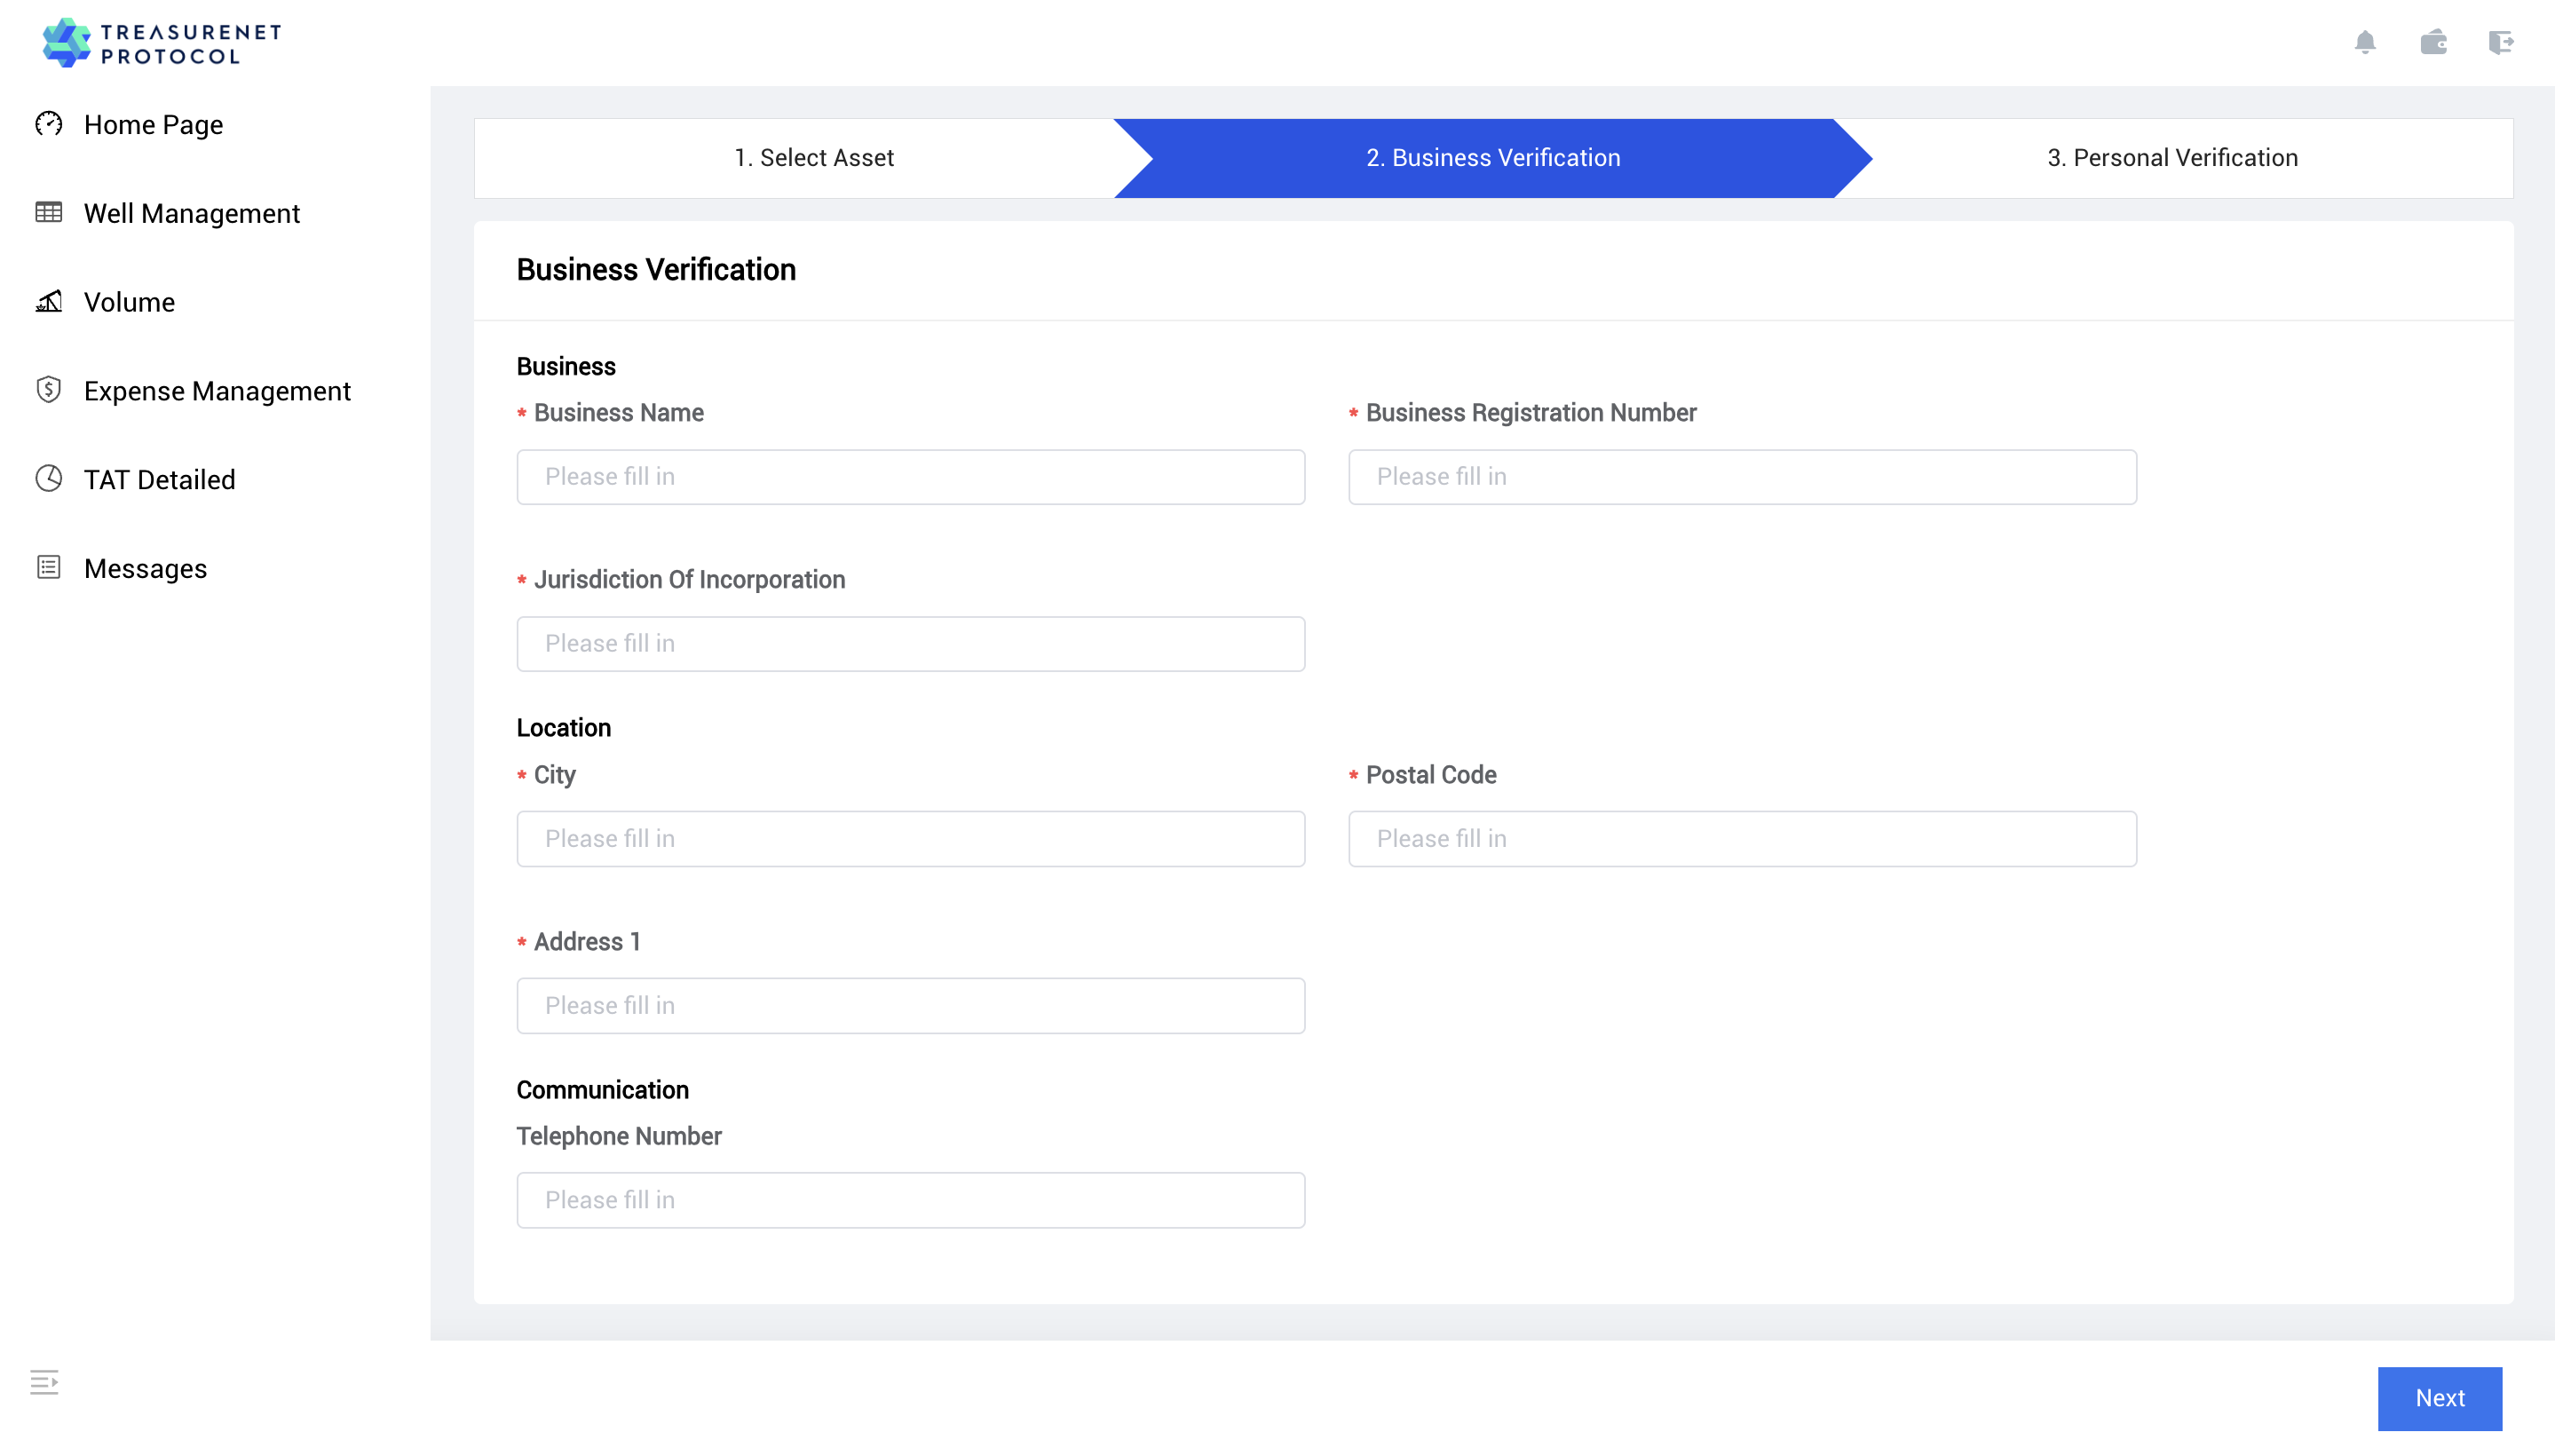 TREASURENET
PROTOCOL
Home Page
Well Management
Volume
Expense Management
TAT Detailed
Messages
1. Select Asset
2. Business Verification
3. Personal Verification
Business Verification
Business
* Business Name
* Business Registration Number
Please fill in
Please fill in
* Jurisdiction Of Incorporation
Please fill in
Location
* City
* Postal Code
Please fill in
Please fill in
* Address 1
Please fill in
Communication
Telephone Number
Please fill in
Next